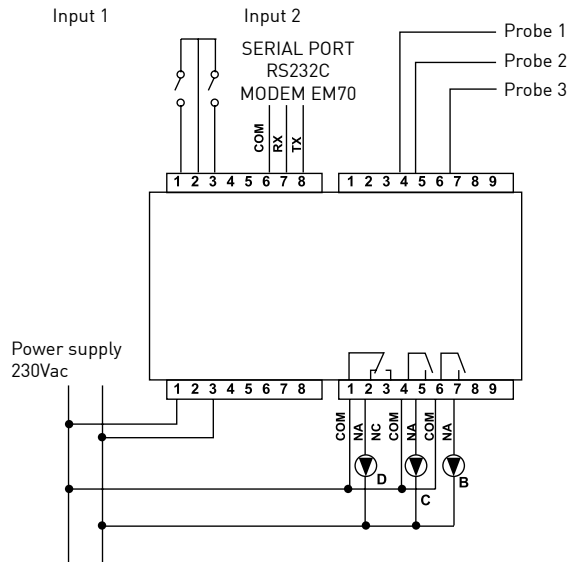 Input 1
Input 2
SERIAL PORT
RS232C
MODEM EM70
Probe 1
Probe 2
Probe 3
COM
RX
TX
1 2 3 4 5 6 7 8
1 2 3 4 5 6 7 8 9
Power supply
230Vac
1 2 3 4 5 6 7 8
1 2 3 4 5 6 7 8 9
COM
NA
NC
COM
NA
COM
NA
D
C
B